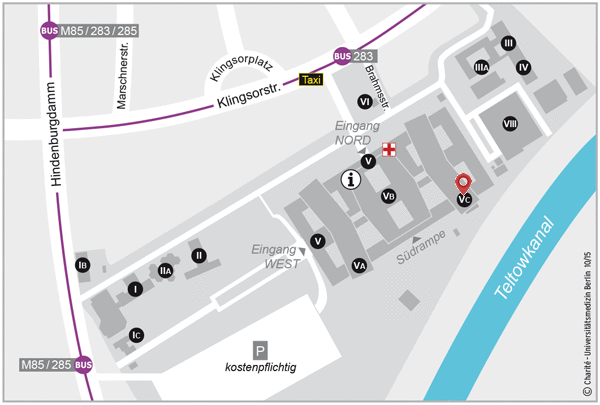 BUS M85 / 283 / 285
Marschnerstr.
Klingsorplatz
BUS 283
Taxi
Klingsorstr.
Brahmsstr.
Hindenburgdamm
III
IIIA
IV
VI
VIII
Eingang
NORD
V
i
VB
VC
IB
I
IIA
II
IC
Eingang
WEST
V
VA
Südrampe
Teltowkanal
M85 / 285 BUS
P
kostenpflichtig
© Charité - Universitätsmedizin Berlin 10/15